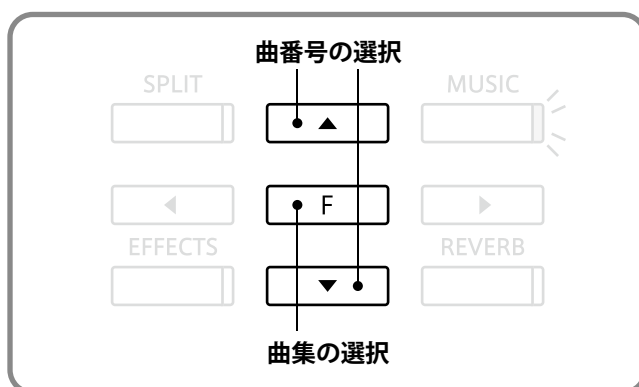 曲番号の選択
SPLIT
MUSIC
▲
◀
F
▶
EFFECTS
REVERB
▼
曲集の選択